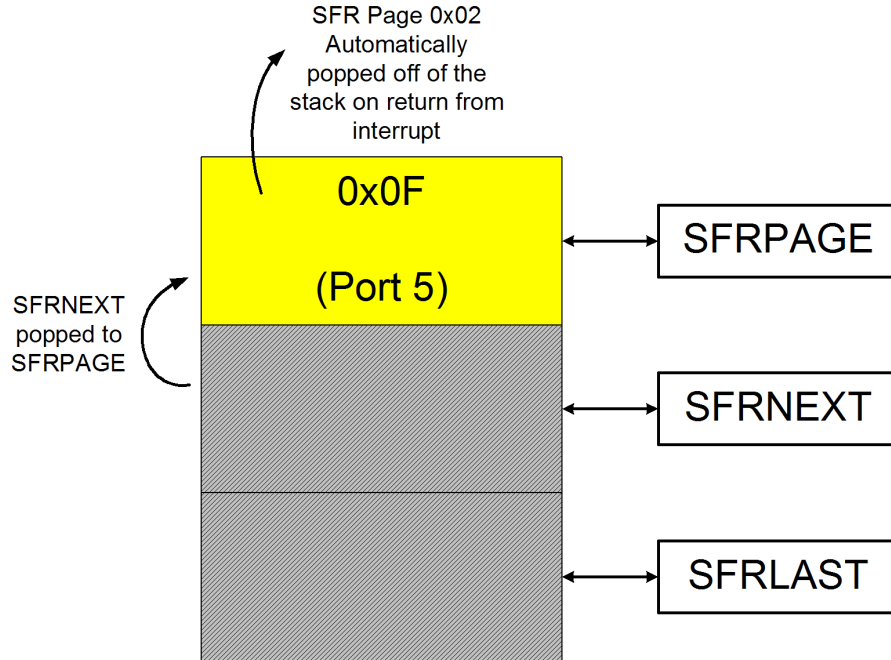 SFR Page 0x02
Automatically
popped off of the
stack on return from
interrupt
0x0F
(Port 5)
SFRPAGE
SFRNEXT
popped to
SFRPAGE
SFRNEXT
SFRLAST